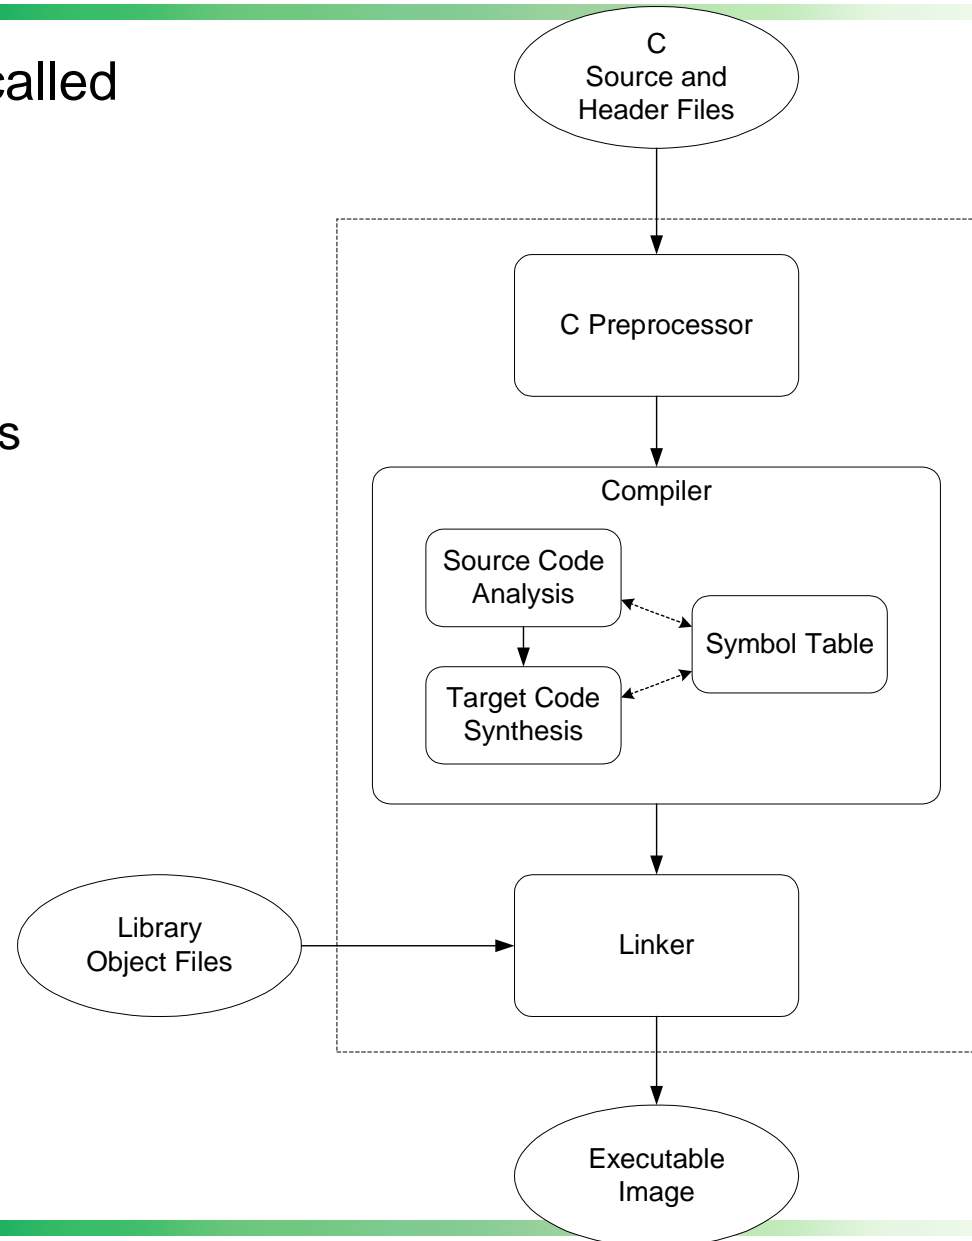 called
s
C
Source and
Header Files
C Preprocessor
Compiler
Source Code
Analysis
Symbol Table
Target Code
Synthesis
Library
Object Files
Linker
Executable
Image